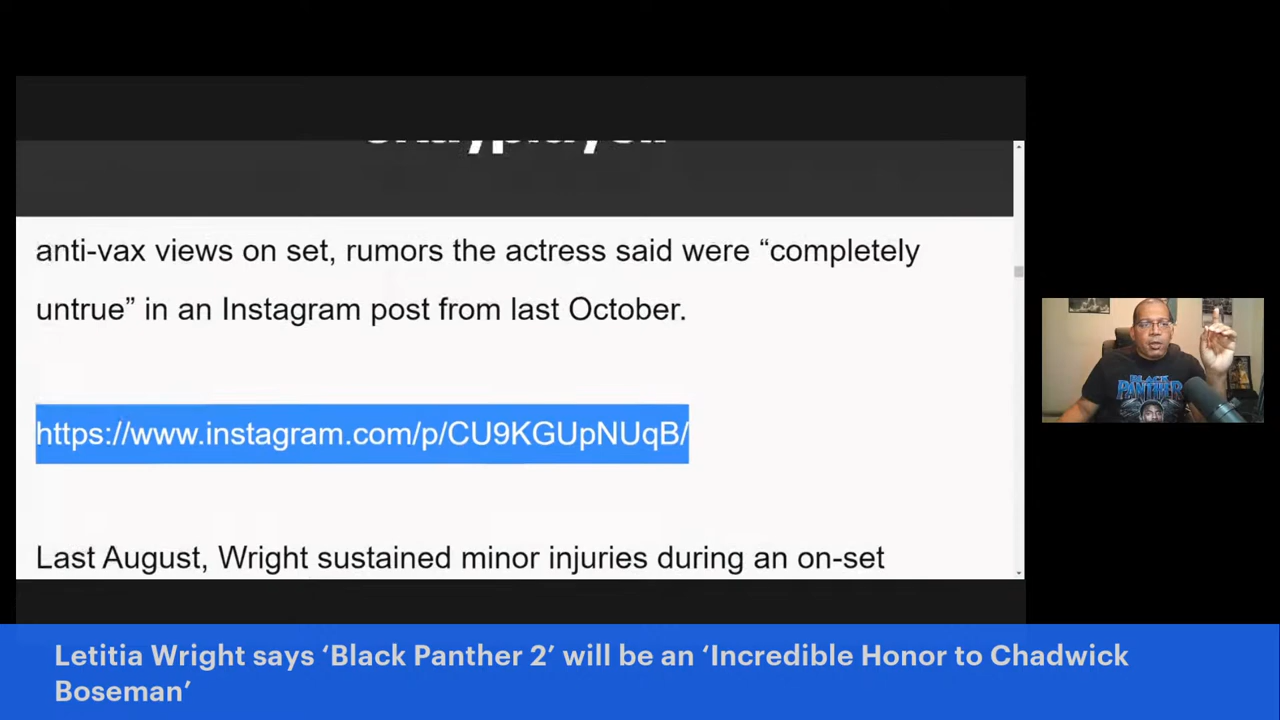 anti-vax views on set, rumors the actress said were “completely
untrue” in an Instagram post from last October.
https://www.instagram.com/p/CU9KGUpNUqB/
Last August, Wright sustained minor injuries during an on-set
BLACK
PANTHER
Letitia Wright says ‘Black Panther 2’ will be an ‘Incredible Honor to Chadwick
Boseman’